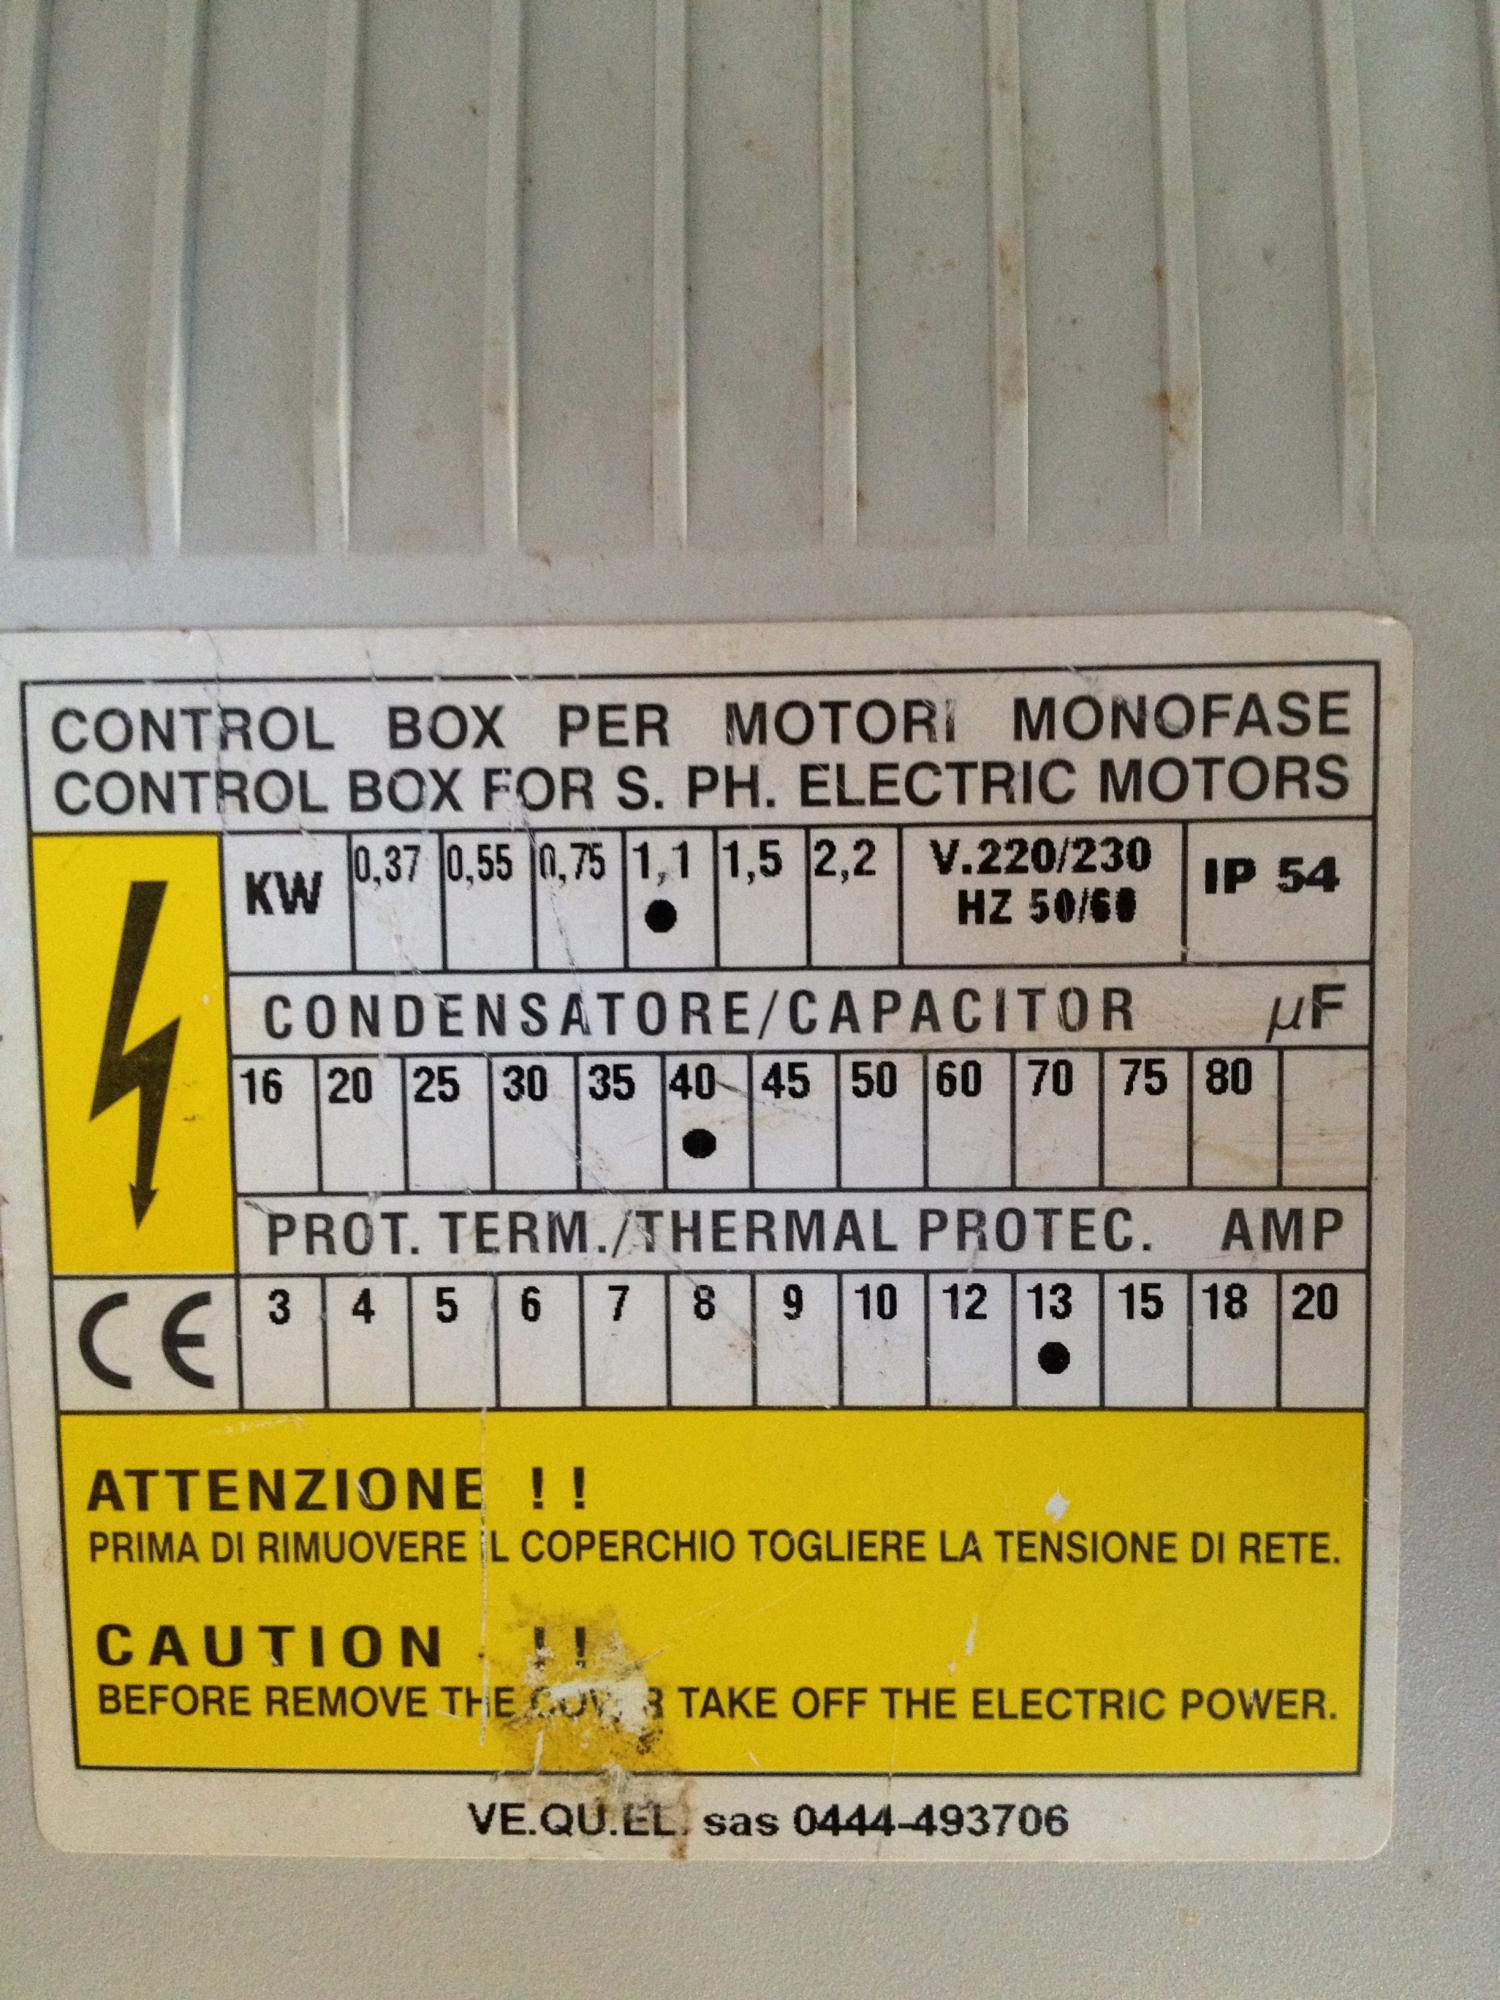 CONTROL BOX PER MOTORI MONOFASE
CONTROL BOX FOR S. PH. ELECTRIC MOTORS
KW 0,37 0,55 0,75 1,1 1,5 2,2 V.220/230 IP 54
● HZ 50/60
CONDENSATORE/CAPACITOR µF
16 20 25 30 35 40 45 50 60 70 75 80
●
PROT. TERM./THERMAL PROTEC. AMP
CE 3 4 5 6 7 8 9 10 12 13 15 18 20
●
ATTENZIONE !!
PRIMA DI RIMUOVERE IL COPERCHIO TOGLIERE LA TENSIONE DI RETE.
CAUTION !!
BEFORE REMOVE THE COVER TAKE OFF THE ELECTRIC POWER.
VE.QU.EL. sas 0444-493706